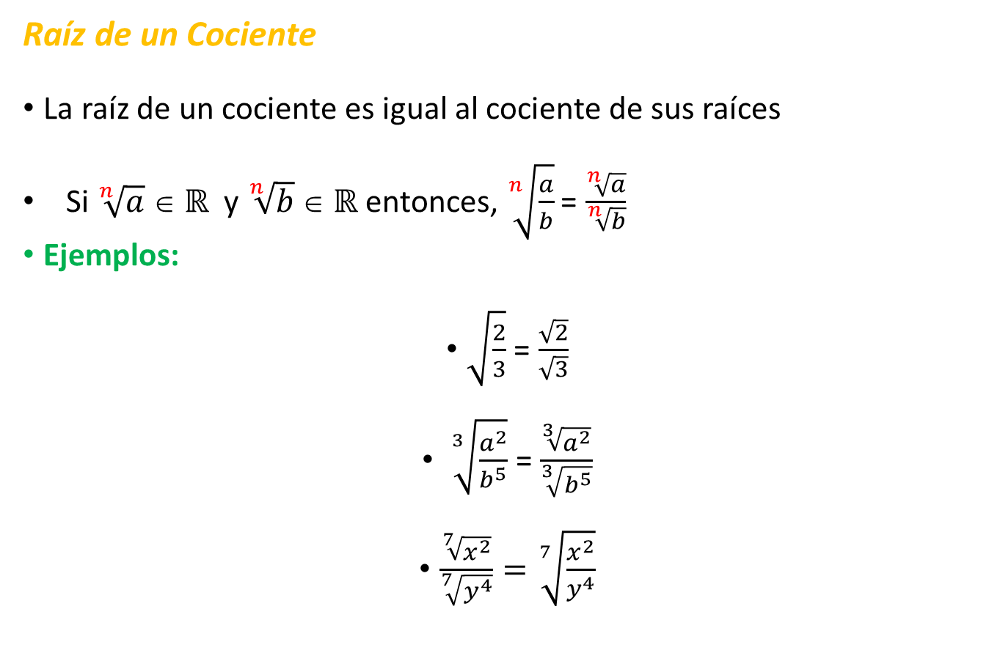 Raíz de un Cociente
• La raíz de un cociente es igual al cociente de sus raíces
• Si ⁿ√a ∈ ℝ y ⁿ√b ∈ ℝ entonces, ⁿ√(a/b) = ⁿ√a / ⁿ√b
• Ejemplos:
• √(2/3) = √2 / √3
• ³√(a²/b⁵) = ³√(a²) / ³√(b⁵)
• ⁷√(x²) / ⁷√(y⁴) = ⁷√(x²/y⁴)